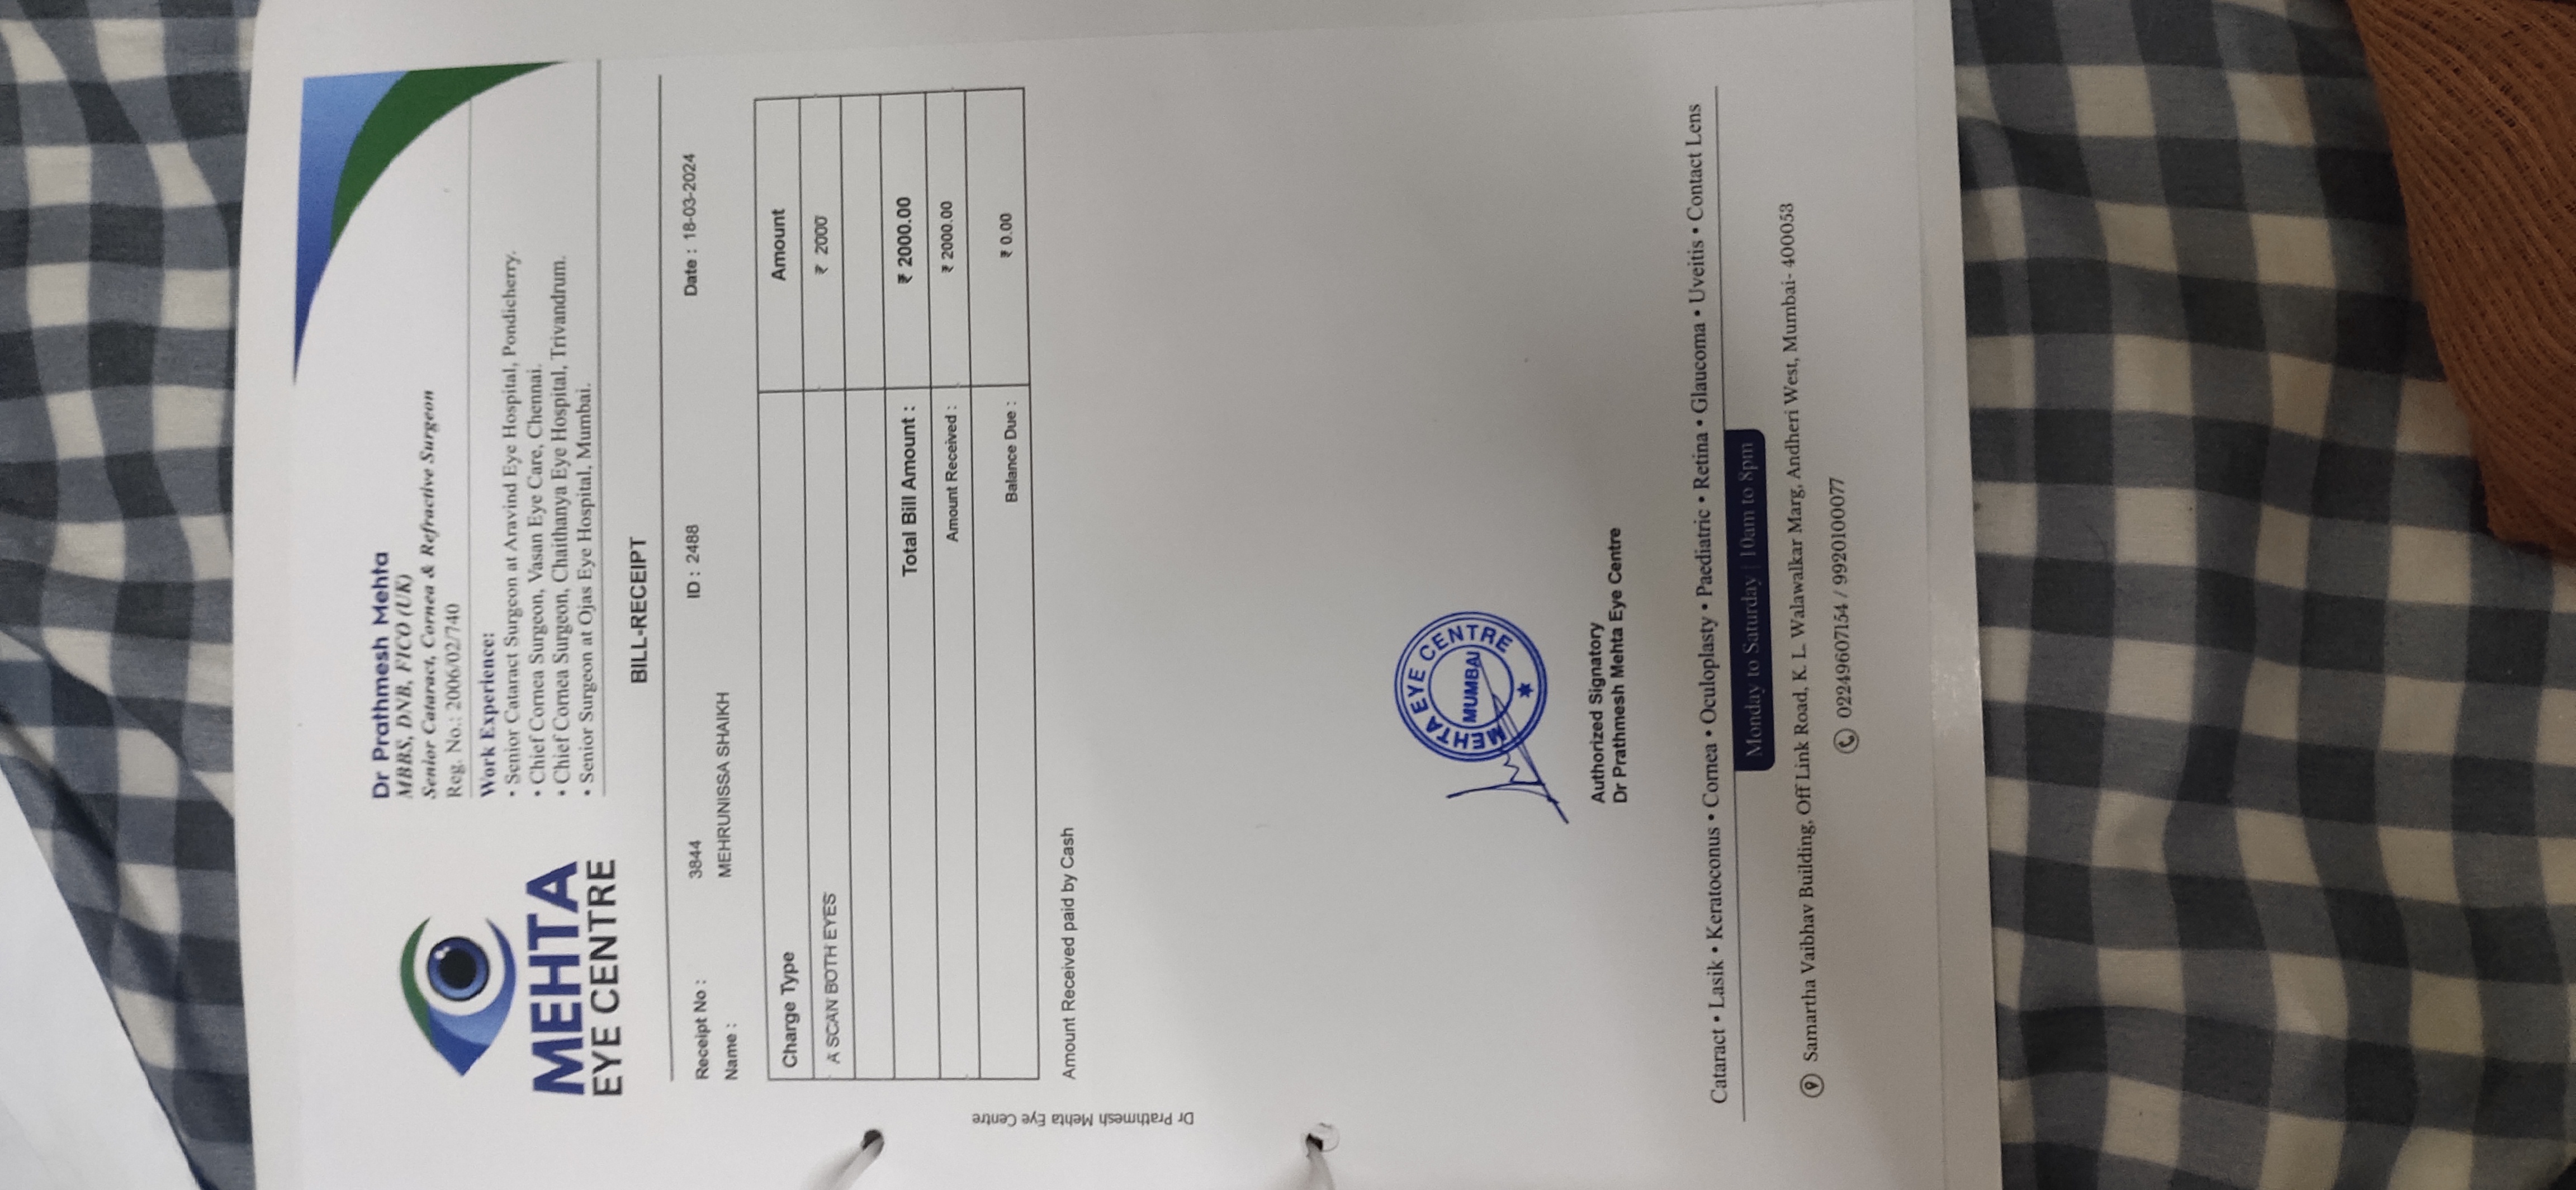 MEHTA
EYE CENTRE
Dr Prathmesh Mehta
MBBS, DNB, FICO (UK)
Senior Cataract, Cornea & Refractive Surgeon
Reg. No.: 2006/02/740
Work Experience:
• Senior Cataract Surgeon at Aravind Eye Hospital, Pondicherry.
• Chief Cornea Surgeon, Vasan Eye Care, Chennai.
• Chief Cornea Surgeon, Chaithanya Eye Hospital, Trivandrum.
• Senior Surgeon at Ojas Eye Hospital, Mumbai.
BILL-RECEIPT
Receipt No : 3844 ID : 2488 Date : 18-03-2024
Name : MEHRUNISSA SHAIKH
Charge Type Amount
A SCAN BOTH EYES ₹ 2000
Total Bill Amount : ₹ 2000.00
Amount Received : ₹ 2000.00
Balance Due : ₹ 0.00
Amount Received paid by Cash
Dr Prathmesh Mehta Eye Centre
MEHTA EYE CENTRE
MUMBAI
Authorized Signatory
Dr Prathmesh Mehta Eye Centre
Cataract • Lasik • Keratoconus • Cornea • Oculoplasty • Paediatric • Retina • Glaucoma • Uveitis • Contact Lens
Monday to Saturday | 10am to 8pm
Samartha Vaibhav Building, Off Link Road, K. L. Walawalkar Marg, Andheri West, Mumbai- 400053
02249607154 / 9920100077